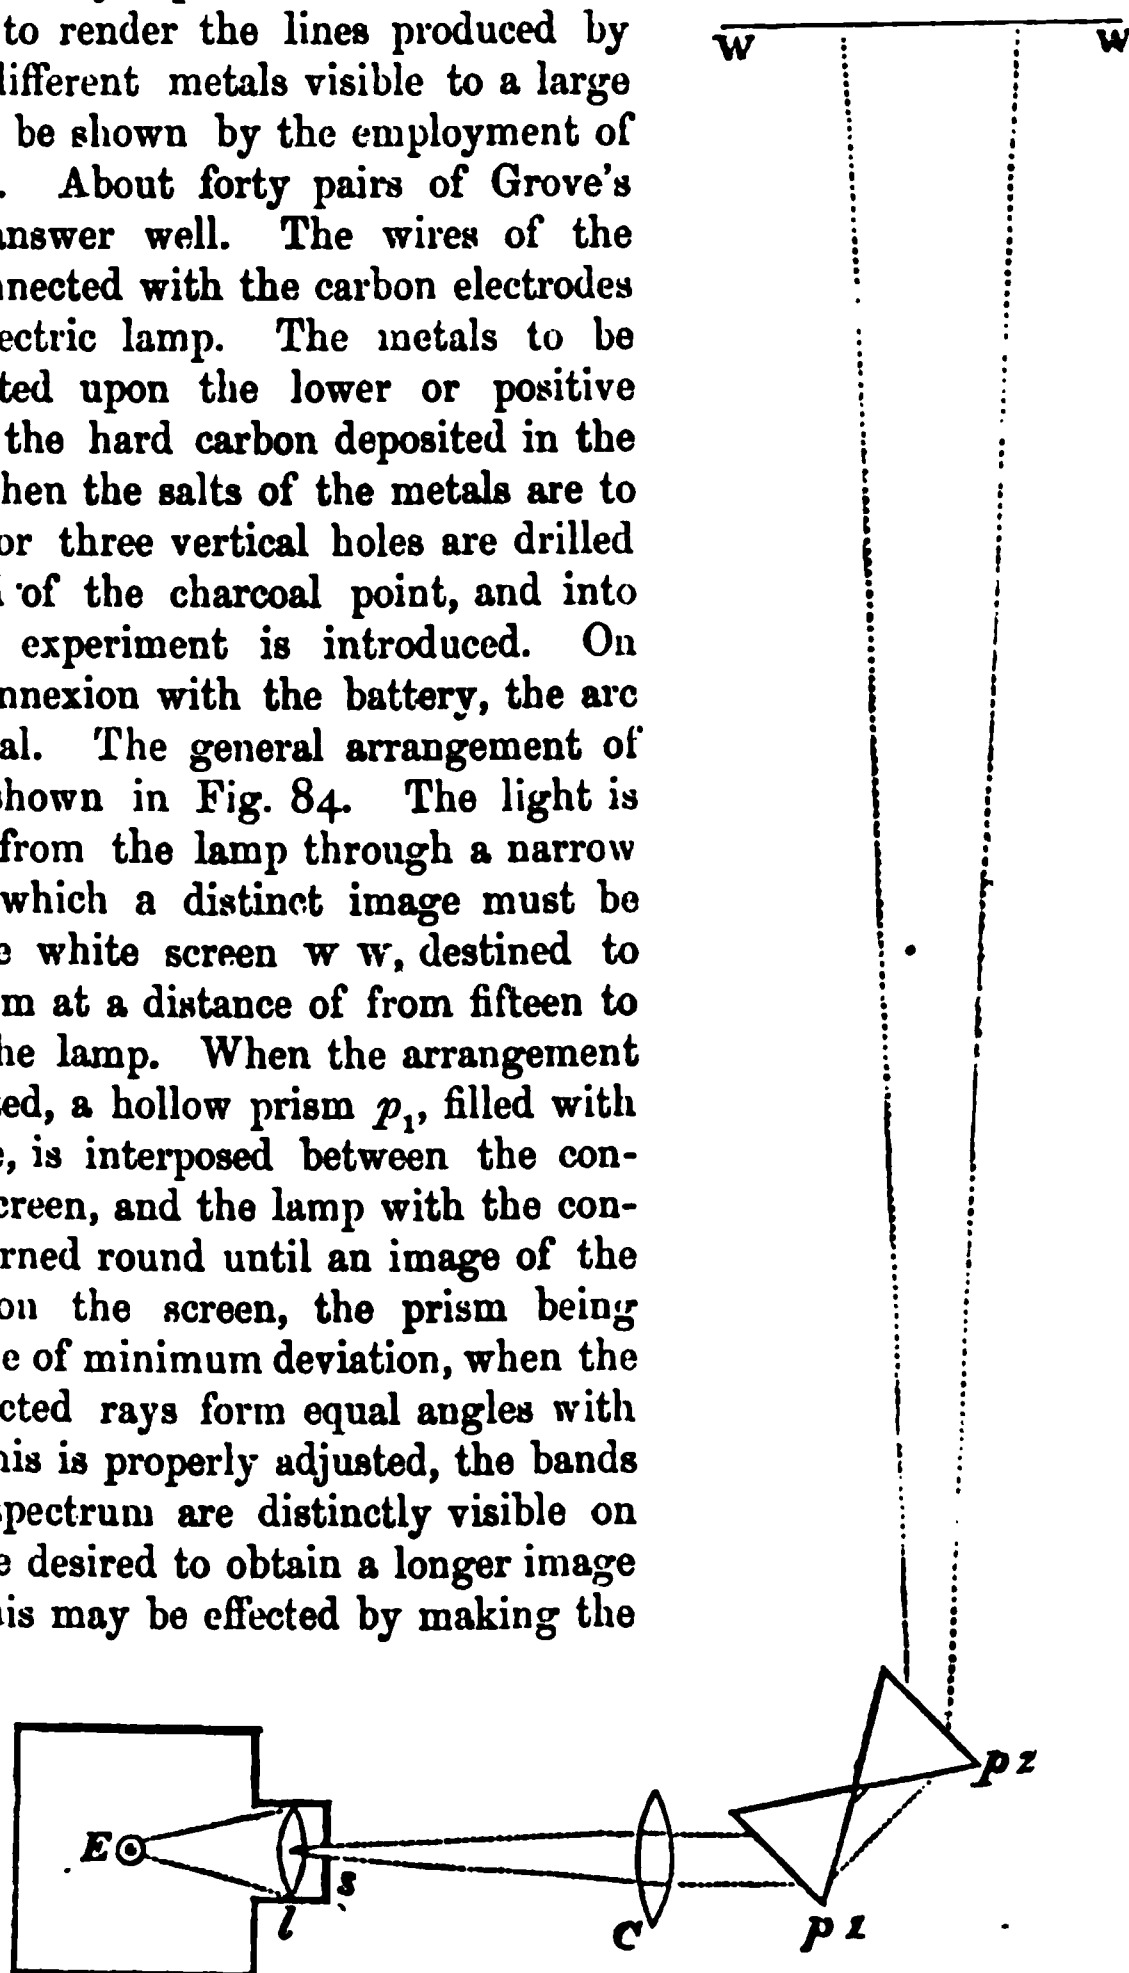 to render the lines produced by
different metals visible to a large
be shown by the employment of
. About forty pairs of Grove's
answer well. The wires of the
nnected with the carbon electrodes
ectric lamp. The metals to be
ted upon the lower or positive
the hard carbon deposited in the
hen the salts of the metals are to
or three vertical holes are drilled
of the charcoal point, and into
experiment is introduced. On
nnexion with the battery, the arc
al. The general arrangement of
shown in Fig. 84. The light is
from the lamp through a narrow
which a distinct image must be
e white screen w w, destined to
m at a distance of from fifteen to
he lamp. When the arrangement
ted, a hollow prism p₁, filled with
e, is interposed between the con-
creen, and the lamp with the con-
rned round until an image of the
on the screen, the prism being
e of minimum deviation, when the
cted rays form equal angles with
his is properly adjusted, the bands
spectrum are distinctly visible on
e desired to obtain a longer image
his may be effected by making the
W W
p 2
E
s
l
C
p 1